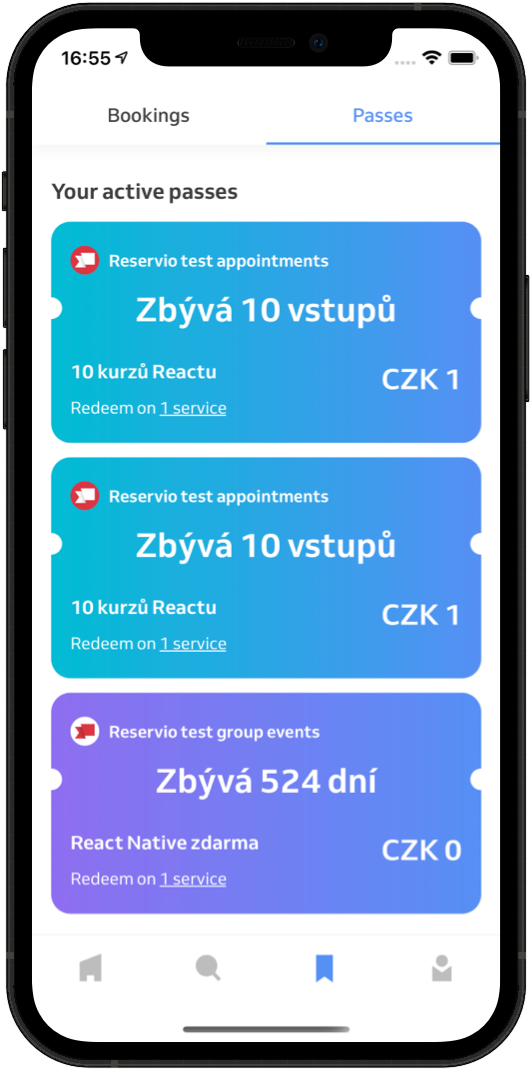 16:55
Bookings
Passes
Your active passes
Reservio test appointments
Zbývá 10 vstupů
10 kurzů Reactu
CZK 1
Redeem on 1 service
Reservio test appointments
Zbývá 10 vstupů
10 kurzů Reactu
CZK 1
Redeem on 1 service
Reservio test group events
Zbývá 524 dní
React Native zdarma
CZK 0
Redeem on 1 service